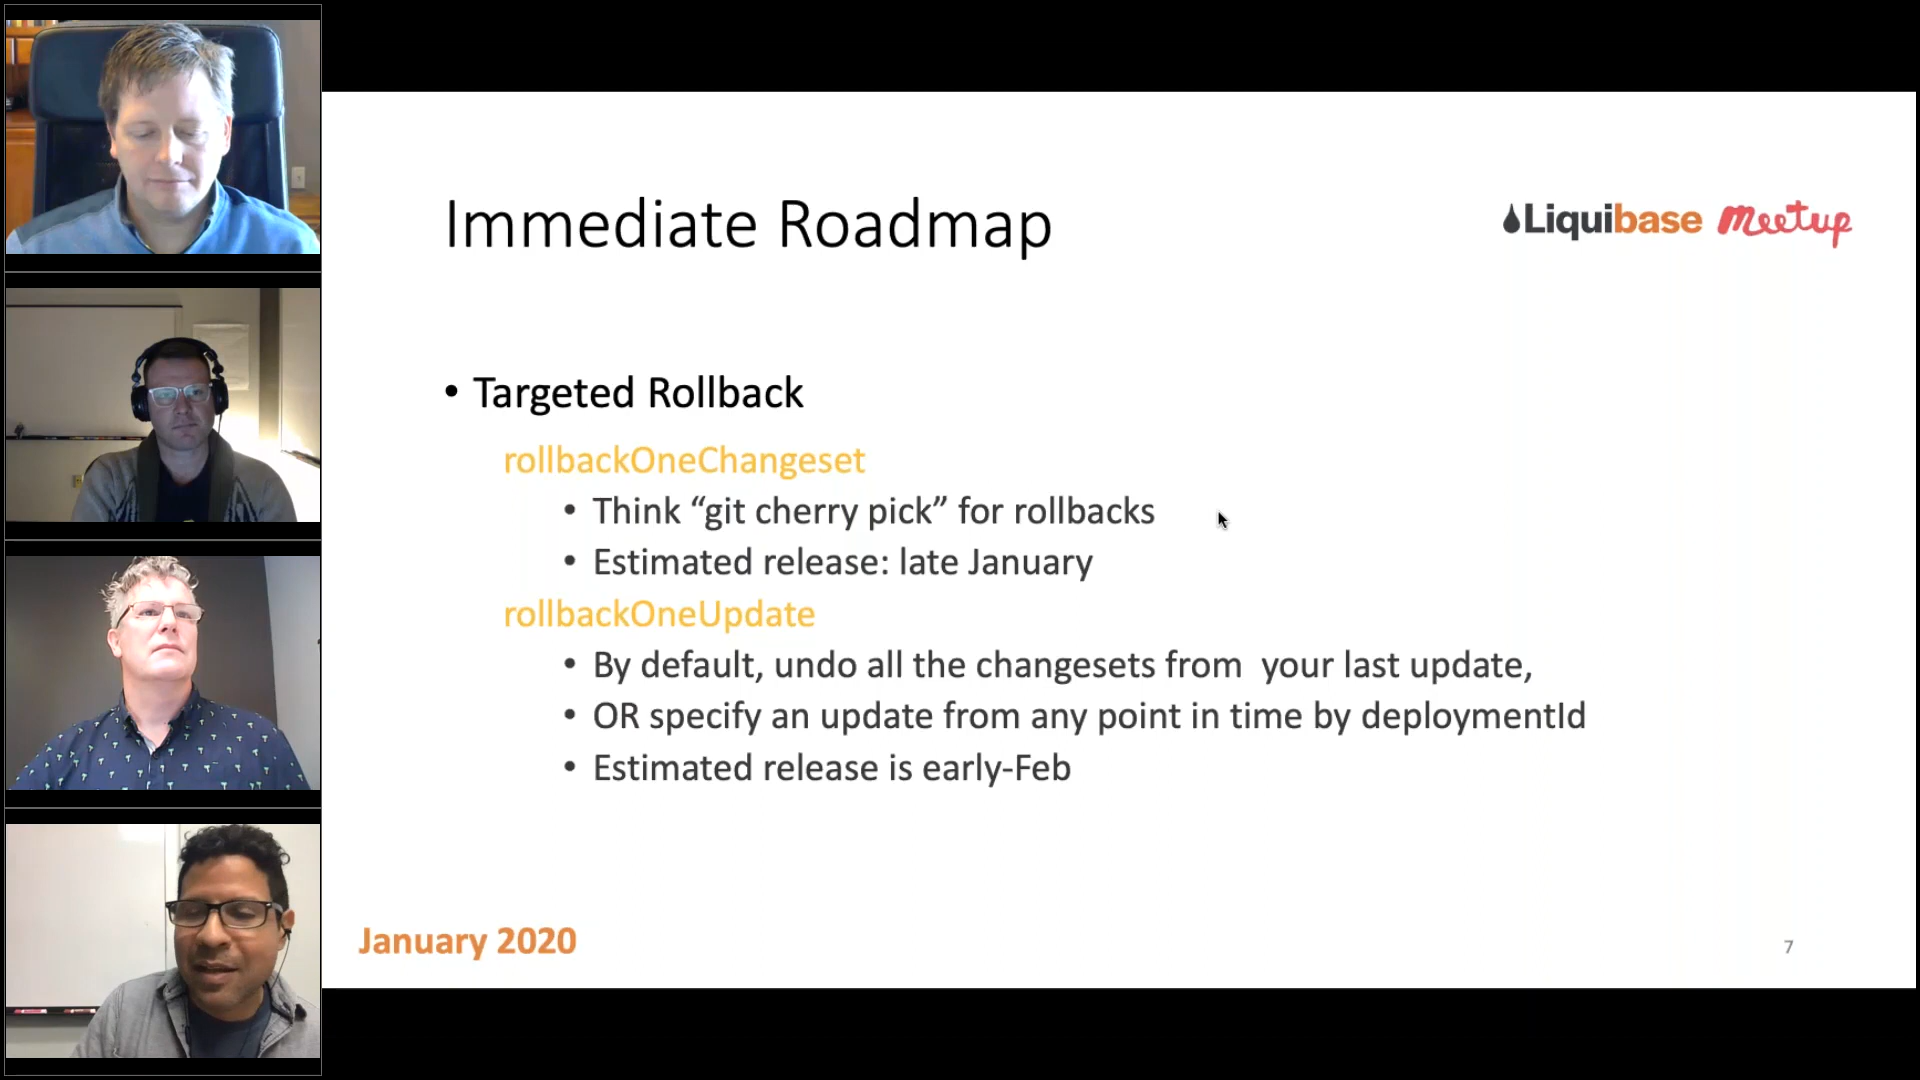 Immediate Roadmap
Liquibase Meetup
• Targeted Rollback
rollbackOneChangeset
• Think “git cherry pick” for rollbacks
• Estimated release: late January
rollbackOneUpdate
• By default, undo all the changesets from  your last update,
• OR specify an update from any point in time by deploymentId
• Estimated release is early-Feb
January 2020
7